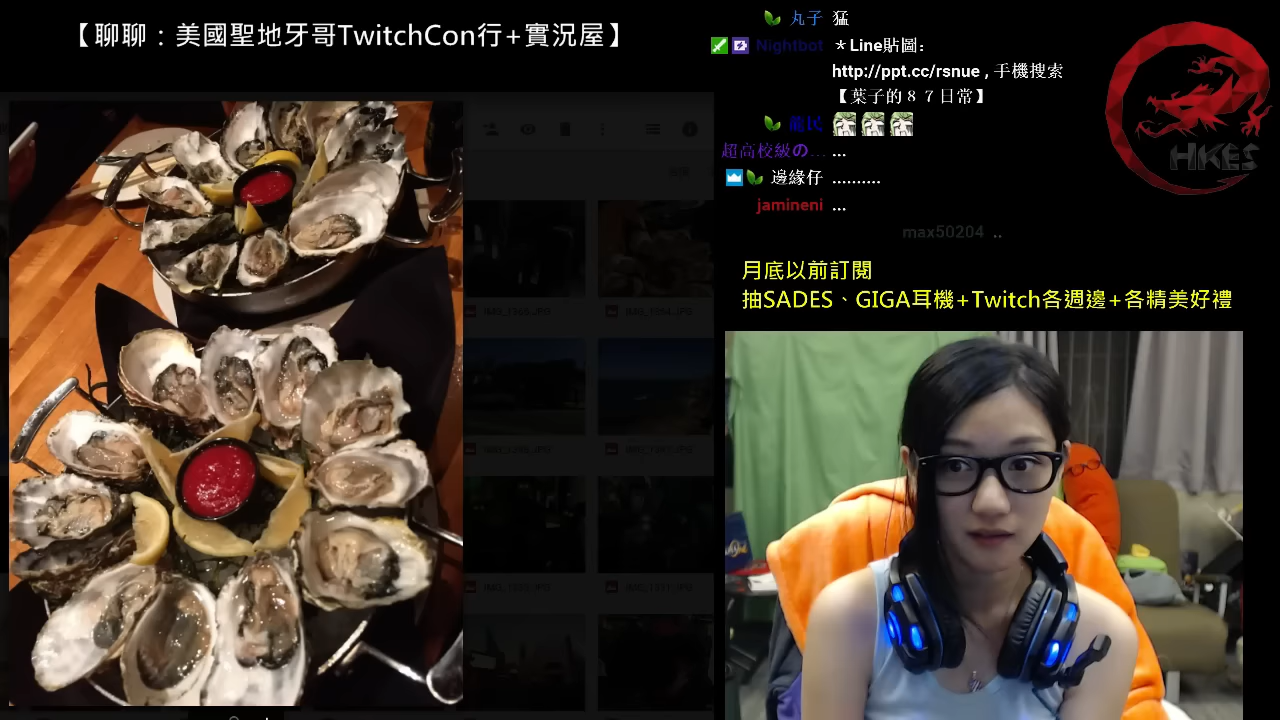 【聊聊：美國聖地牙哥TwitchCon行+實況屋】
丸子 猛
Nightbot ＊Line貼圖：
http://ppt.cc/rsnue , 手機搜索
【葉子的８７日常】
龍民
超高校級の... ...
邊緣仔 ..........
jamineni ...
max50204 ..
HKES
月底以前訂閱
抽SADES、GIGA耳機+Twitch各週邊+各精美好禮